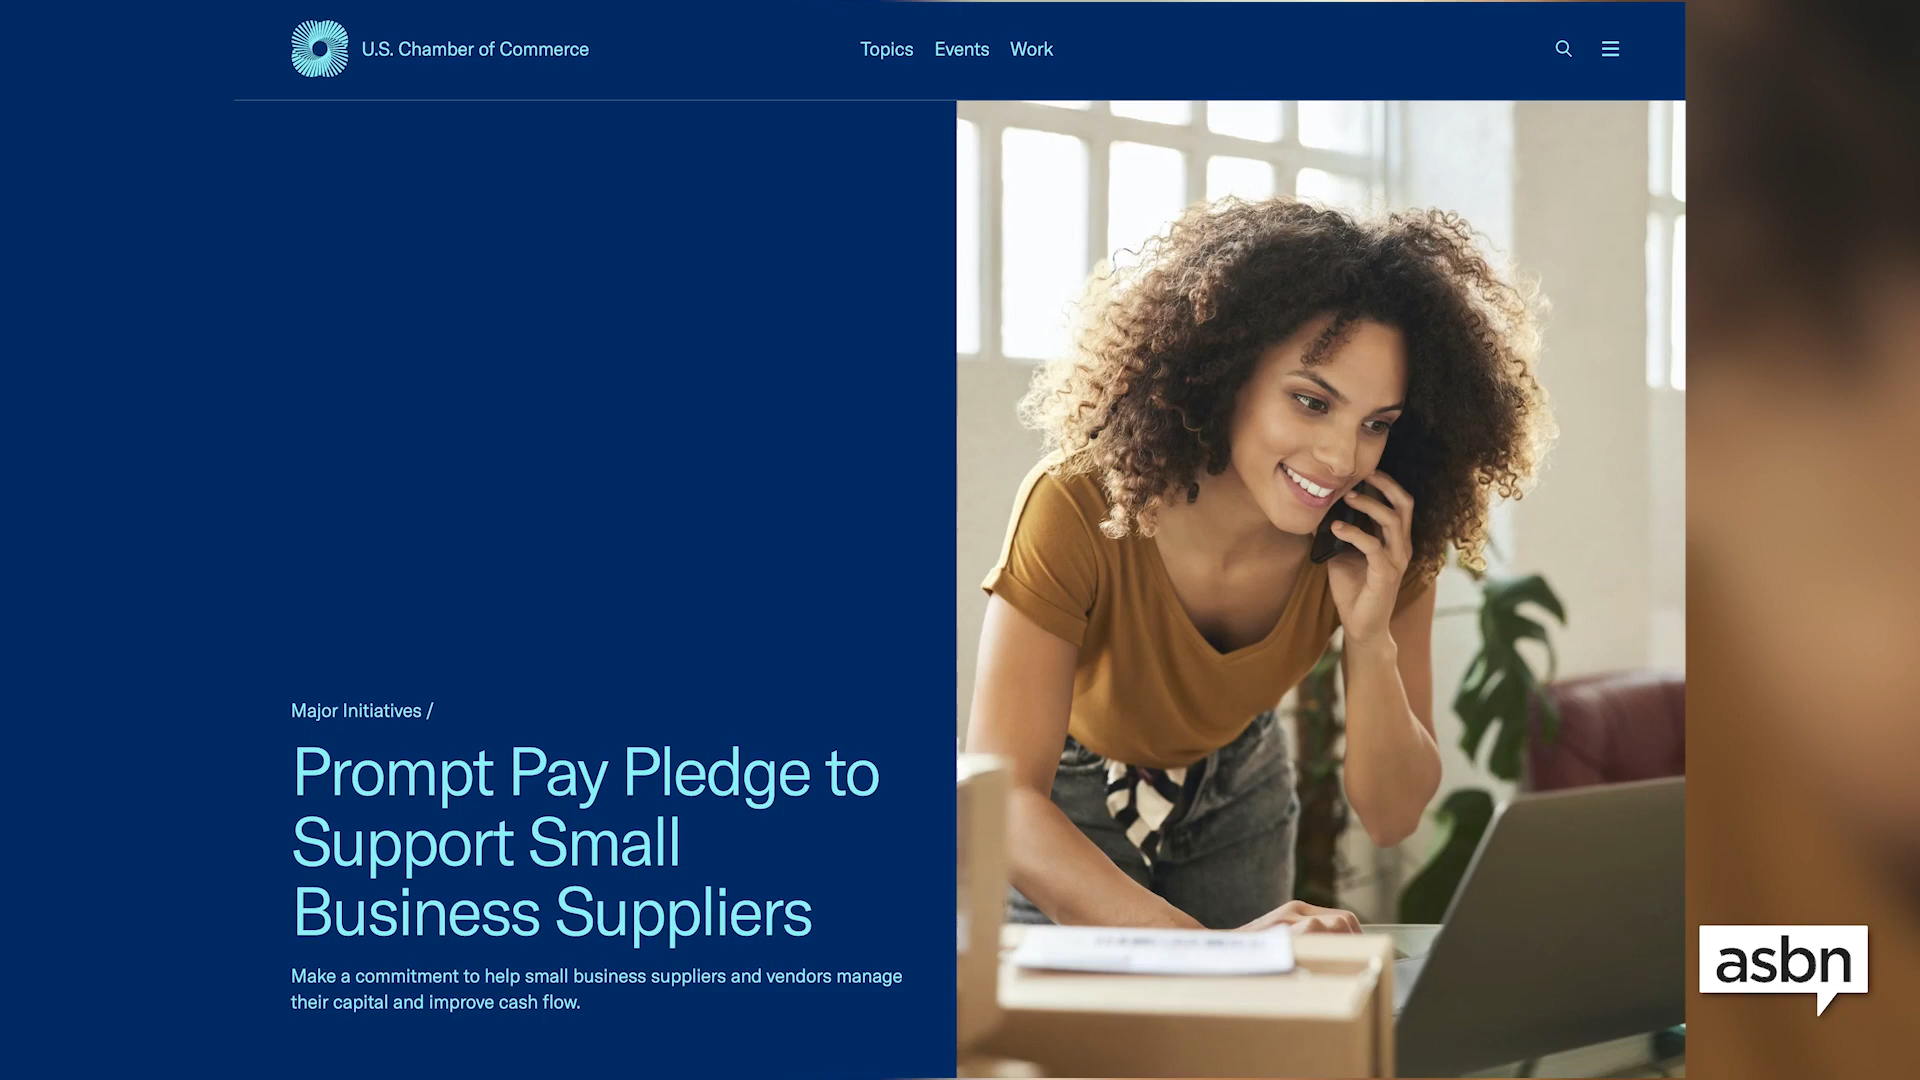 U.S. Chamber of Commerce
Topics Events Work
Major Initiatives /
Prompt Pay Pledge to
Support Small
Business Suppliers
Make a commitment to help small business suppliers and vendors manage
their capital and improve cash flow.
asbn